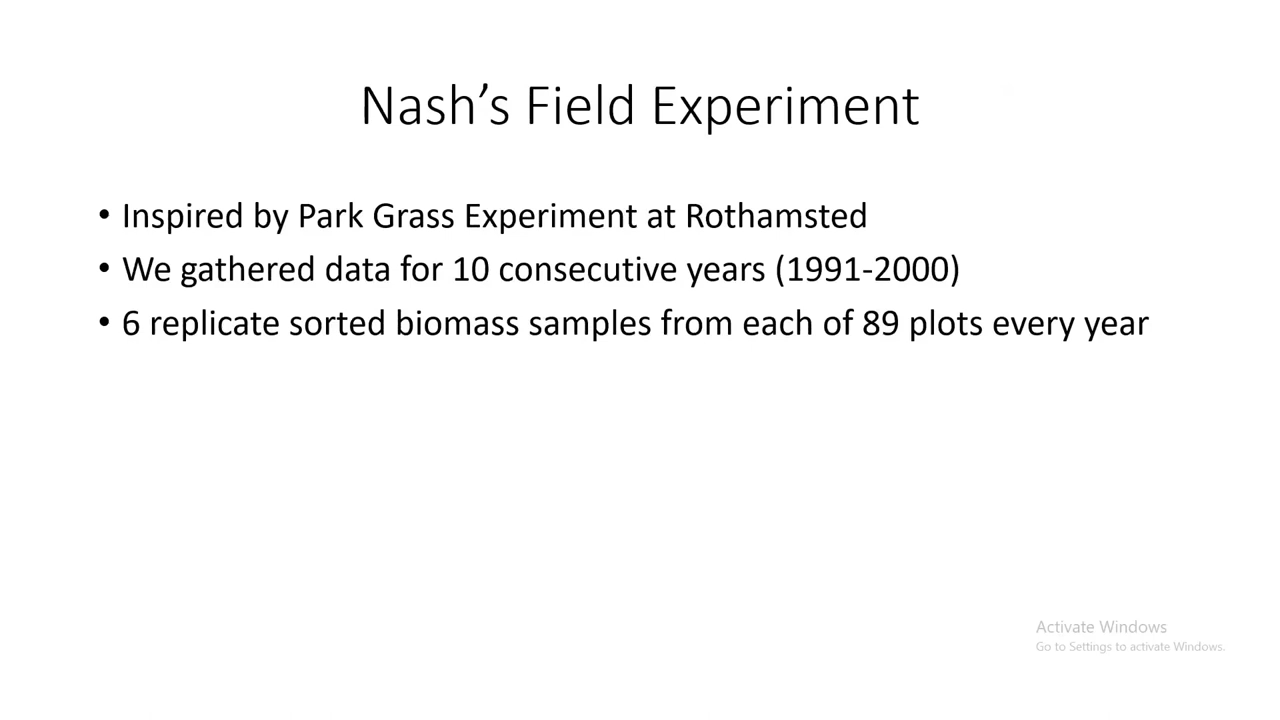 Nash’s Field Experiment
• Inspired by Park Grass Experiment at Rothamsted
• We gathered data for 10 consecutive years (1991-2000)
• 6 replicate sorted biomass samples from each of 89 plots every year
Activate Windows
Go to Settings to activate Windows.